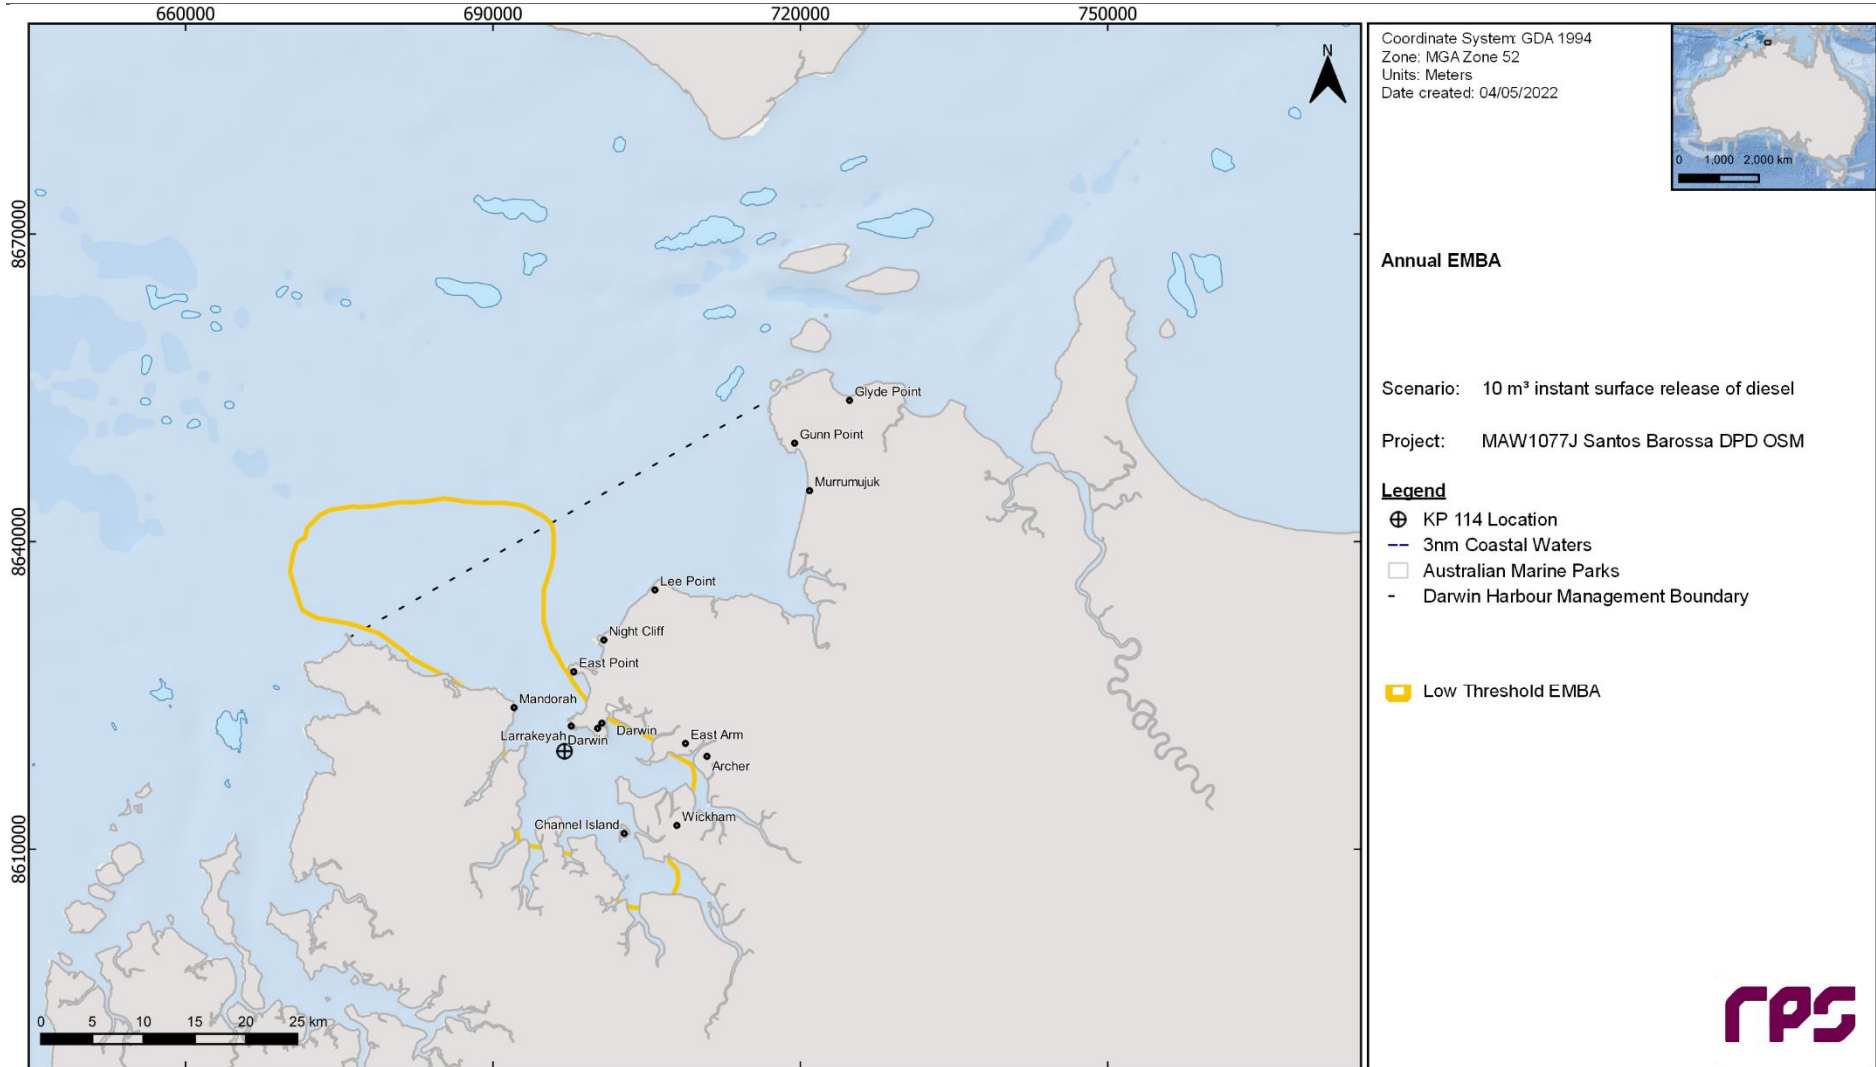 660000
690000
720000
750000
8670000
8640000
8610000
N
Glyde Point
Gunn Point
Murrumujuk
Lee Point
Night Cliff
East Point
Mandorah
Larrakeyah
Darwin
Darwin
East Arm
Archer
Channel Island
Wickham
0 5 10 15 20 25 km
Coordinate System: GDA 1994
Zone: MGA Zone 52
Units: Meters
Date created: 04/05/2022
0 1,000 2,000 km
Annual EMBA
Scenario: 10 m³ instant surface release of diesel
Project: MAW1077J Santos Barossa DPD OSM
Legend
KP 114 Location
3nm Coastal Waters
Australian Marine Parks
Darwin Harbour Management Boundary
Low Threshold EMBA
rps